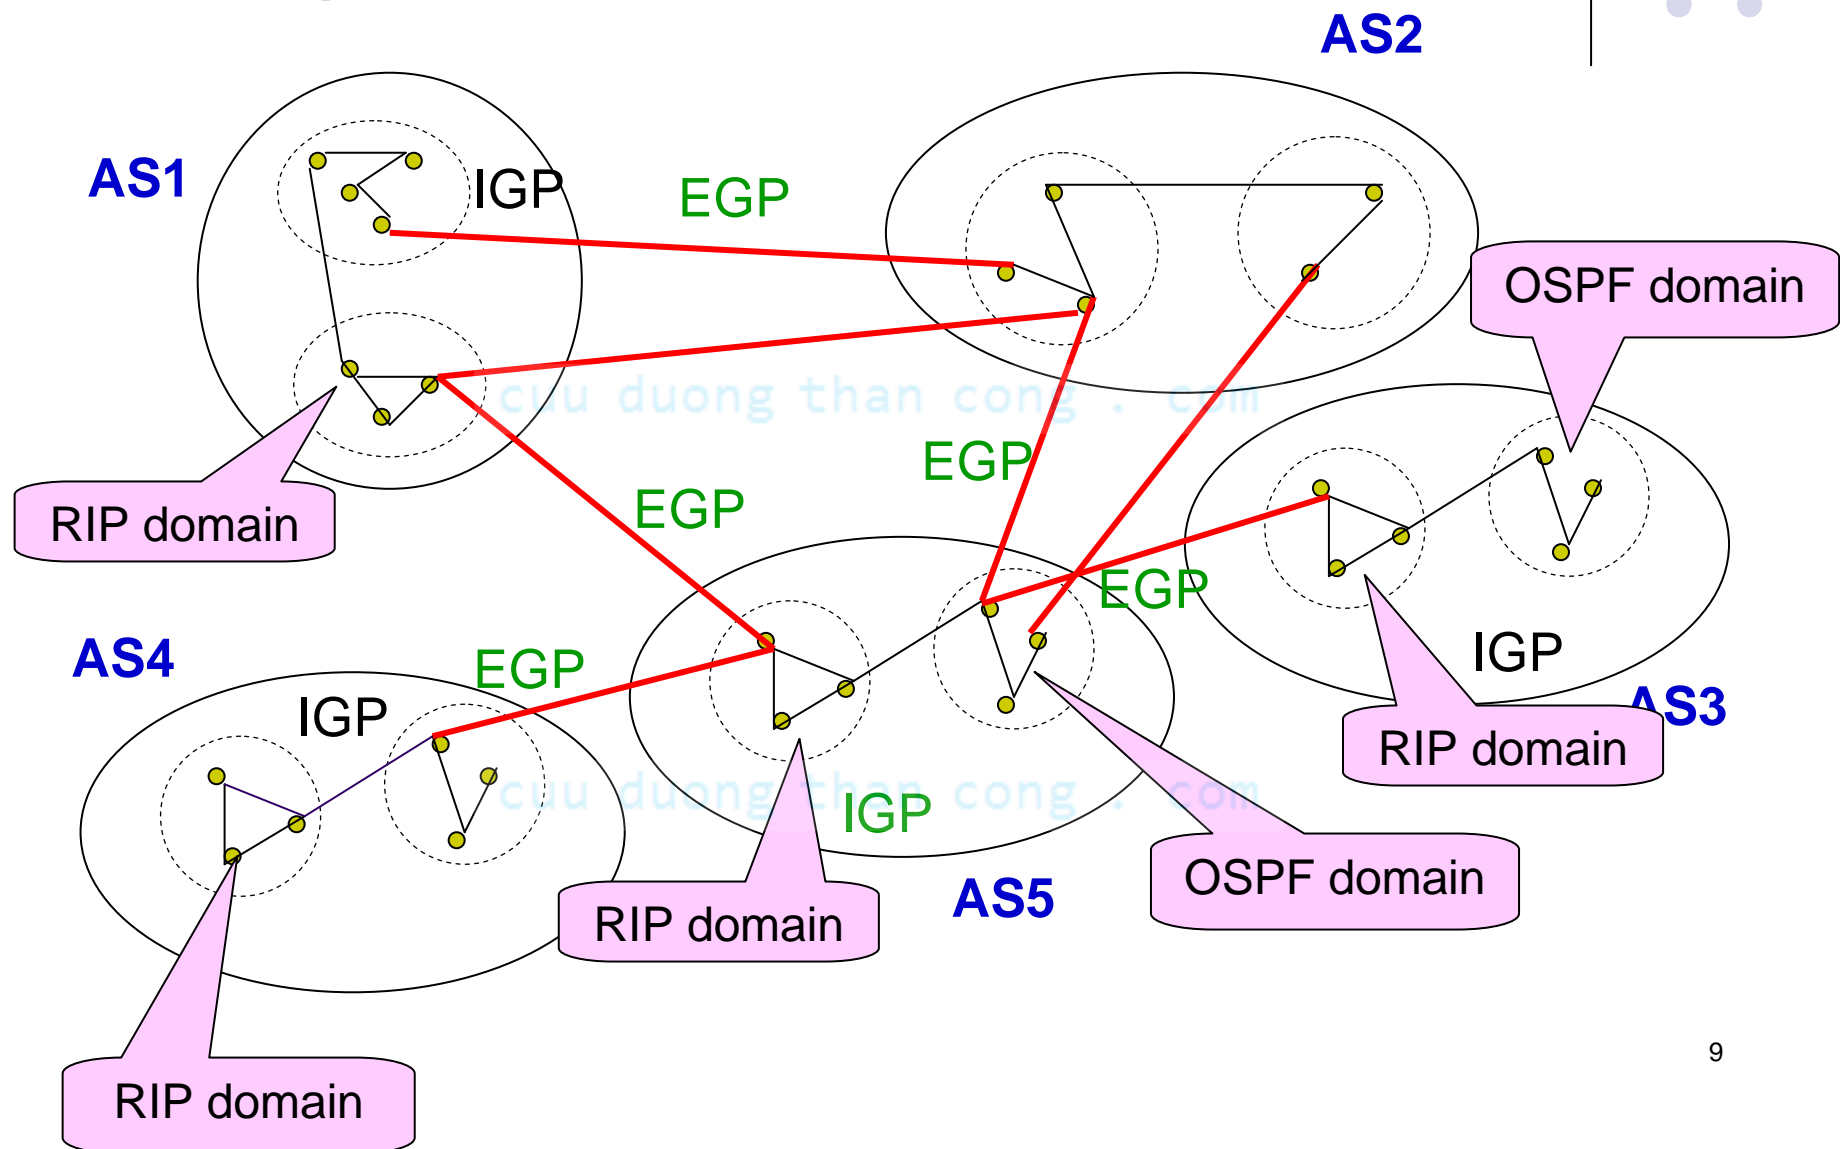 AS2
AS1
IGP
EGP
OSPF domain
cuu duong than cong . com
EGP
EGP
RIP domain
EGP
AS4
EGP
IGP
IGP
AS3
RIP domain
cuu duong than cong . com
IGP
OSPF domain
AS5
RIP domain
9
RIP domain